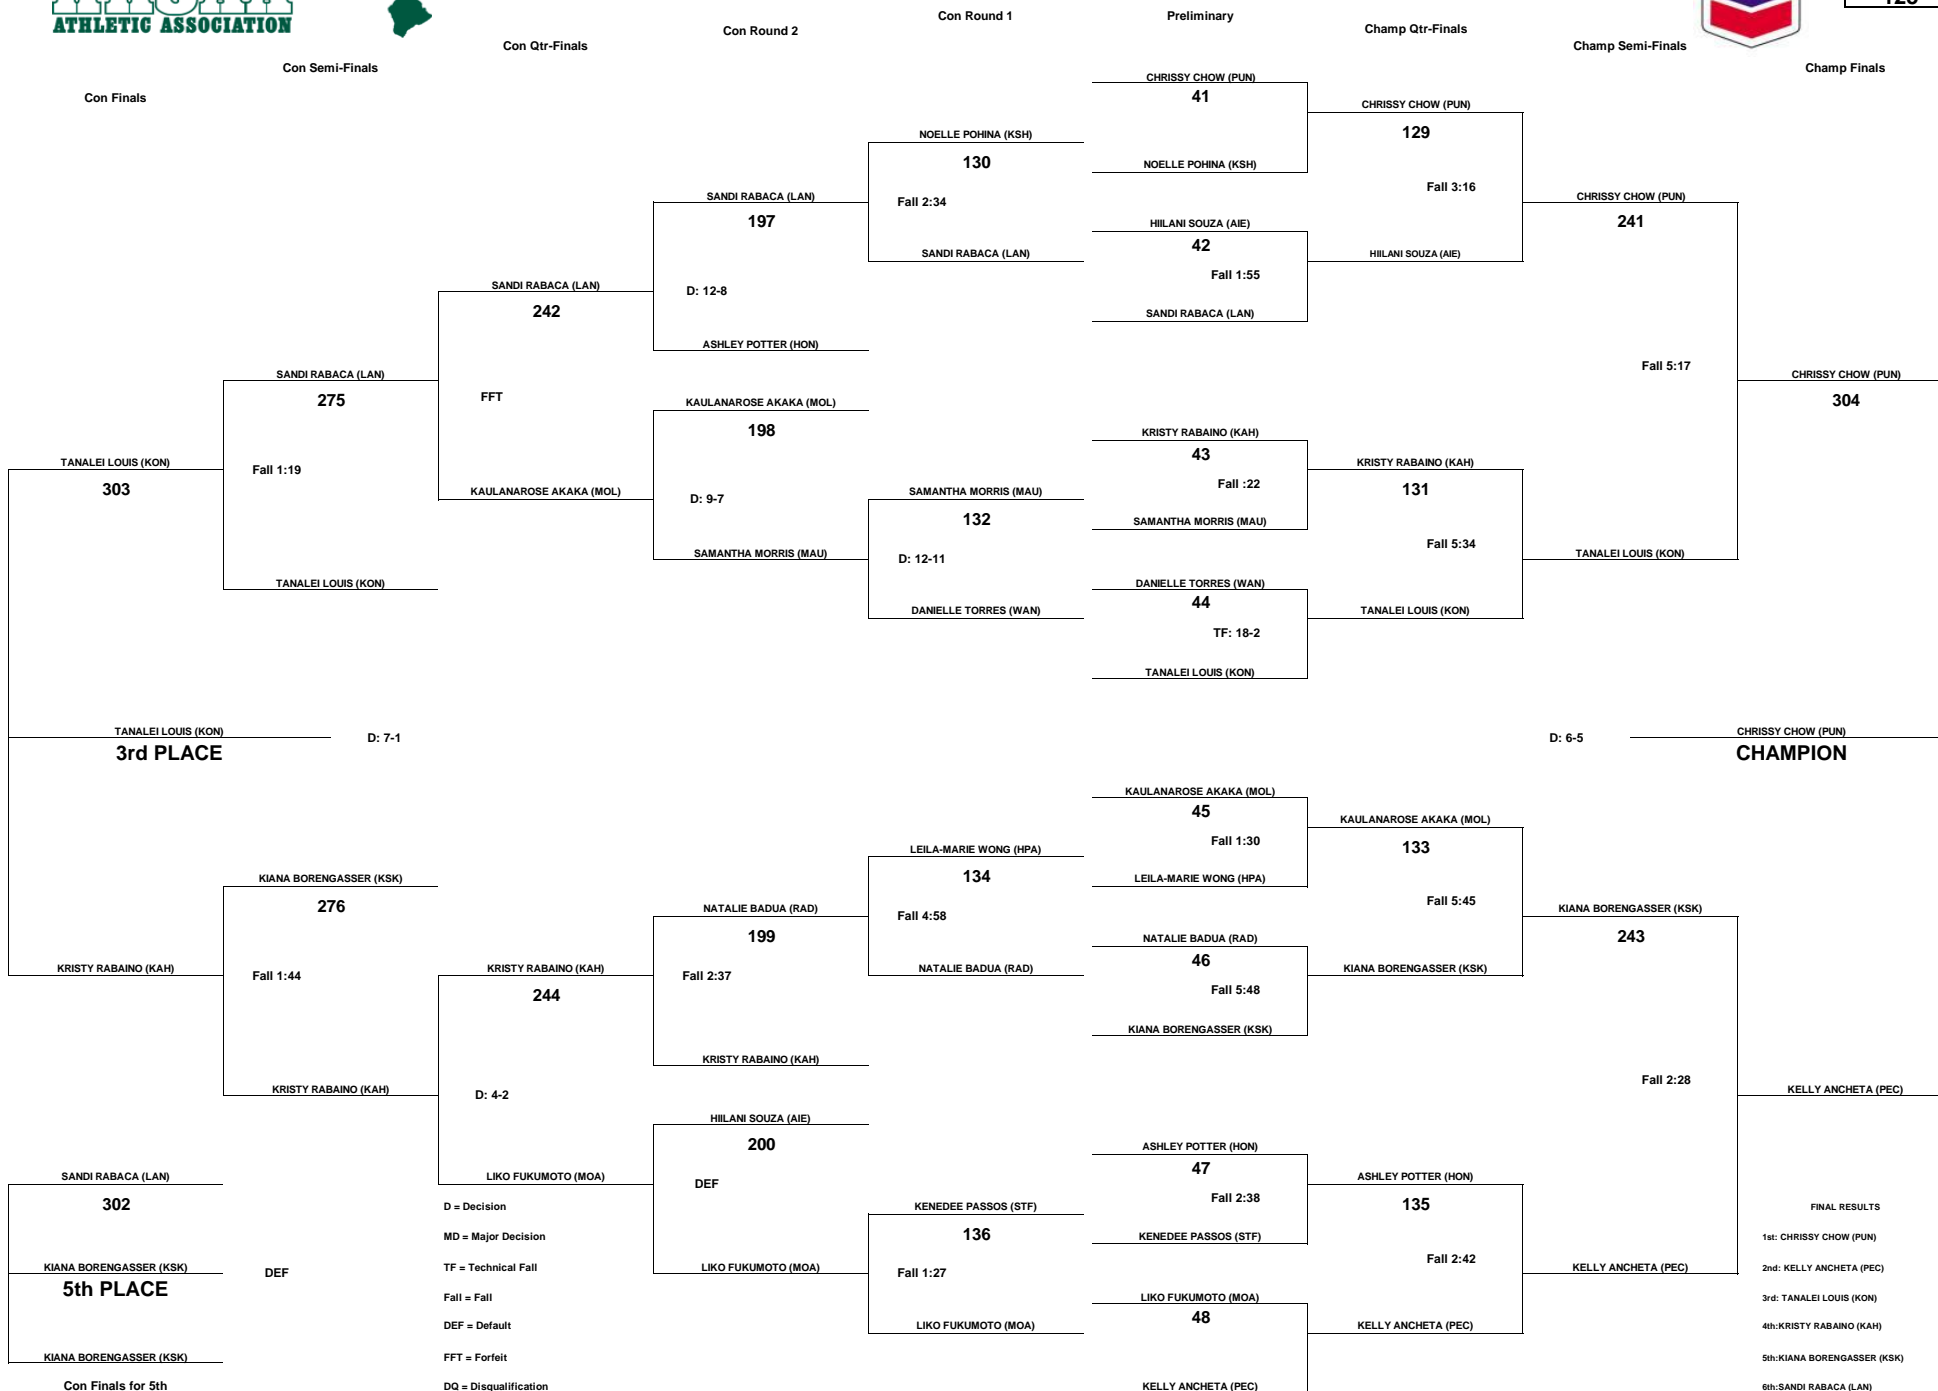 ATHLETIC ASSOCIATION
Con Round 1
Preliminary
Con Round 2
Champ Qtr-Finals
Con Qtr-Finals
Champ Semi-Finals
Con Semi-Finals
Champ Finals
Con Finals
CHRISSY CHOW (PUN)
41
CHRISSY CHOW (PUN)
NOELLE POHINA (KSH)
129
130
NOELLE POHINA (KSH)
Fall 3:16
SANDI RABACA (LAN)
Fall 2:34
CHRISSY CHOW (PUN)
197
HIILANI SOUZA (AIE)
241
42
SANDI RABACA (LAN)
HIILANI SOUZA (AIE)
Fall 1:55
SANDI RABACA (LAN)
D: 12-8
242
SANDI RABACA (LAN)
ASHLEY POTTER (HON)
Fall 5:17
SANDI RABACA (LAN)
CHRISSY CHOW (PUN)
275
FFT
KAULANAROSE AKAKA (MOL)
304
198
KRISTY RABAINO (KAH)
43
TANALEI LOUIS (KON)
Fall 1:19
KRISTY RABAINO (KAH)
303
Fall :22
131
KAULANAROSE AKAKA (MOL)
D: 9-7
SAMANTHA MORRIS (MAU)
132
SAMANTHA MORRIS (MAU)
Fall 5:34
SAMANTHA MORRIS (MAU)
D: 12-11
TANALEI LOUIS (KON)
TANALEI LOUIS (KON)
DANIELLE TORRES (WAN)
44
DANIELLE TORRES (WAN)
TANALEI LOUIS (KON)
TF: 18-2
TANALEI LOUIS (KON)
TANALEI LOUIS (KON)
D: 7-1
D: 6-5
CHRISSY CHOW (PUN)
3rd PLACE
CHAMPION
KAULANAROSE AKAKA (MOL)
45
KAULANAROSE AKAKA (MOL)
Fall 1:30
133
LEILA-MARIE WONG (HPA)
134
KIANA BORENGASSER (KSK)
LEILA-MARIE WONG (HPA)
276
Fall 5:45
NATALIE BADUA (RAD)
Fall 4:58
KIANA BORENGASSER (KSK)
199
NATALIE BADUA (RAD)
243
46
KRISTY RABAINO (KAH)
Fall 1:44
KRISTY RABAINO (KAH)
Fall 2:37
NATALIE BADUA (RAD)
KIANA BORENGASSER (KSK)
244
Fall 5:48
KIANA BORENGASSER (KSK)
KRISTY RABAINO (KAH)
Fall 2:28
KRISTY RABAINO (KAH)
D: 4-2
KELLY ANCHETA (PEC)
HIILANI SOUZA (AIE)
200
ASHLEY POTTER (HON)
47
SANDI RABACA (LAN)
LIKO FUKUMOTO (MOA)
DEF
ASHLEY POTTER (HON)
302
Fall 2:38
135
D = Decision
KENEDEE PASSOS (STF)
FINAL RESULTS
MD = Major Decision
136
KENEDEE PASSOS (STF)
1st: CHRISSY CHOW (PUN)
Fall 2:42
KIANA BORENGASSER (KSK)
DEF
TF = Technical Fall
LIKO FUKUMOTO (MOA)
Fall 1:27
KELLY ANCHETA (PEC)
2nd: KELLY ANCHETA (PEC)
5th PLACE
Fall = Fall
LIKO FUKUMOTO (MOA)
3rd: TANALEI LOUIS (KON)
48
DEF = Default
LIKO FUKUMOTO (MOA)
KELLY ANCHETA (PEC)
4th:KRISTY RABAINO (KAH)
KIANA BORENGASSER (KSK)
FFT = Forfeit
5th:KIANA BORENGASSER (KSK)
Con Finals for 5th
DQ = Disqualification
KELLY ANCHETA (PEC)
6th:SANDI RABACA (LAN)